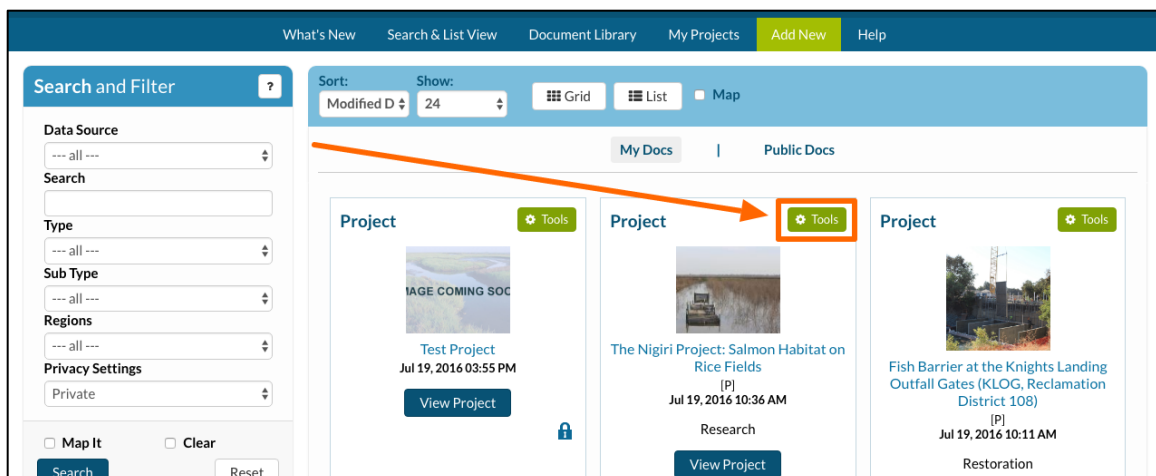 What's New Search & List View Document Library My Projects Add New Help
Search and Filter ?
Data Source
--- all ---
Search
Type
--- all ---
Sub Type
--- all ---
Regions
--- all ---
Privacy Settings
Private
Map It Clear
Search Reset
Sort: Show:
Modified D 24 Grid List Map
My Docs | Public Docs
Project Tools
MAGE COMING SOC
Test Project
Jul 19, 2016 03:55 PM
View Project
Project Tools
The Nigiri Project: Salmon Habitat on
Rice Fields
[P]
Jul 19, 2016 10:36 AM
Research
View Project
Project Tools
Fish Barrier at the Knights Landing
Outfall Gates (KLOG, Reclamation
District 108)
[P]
Jul 19, 2016 10:11 AM
Restoration